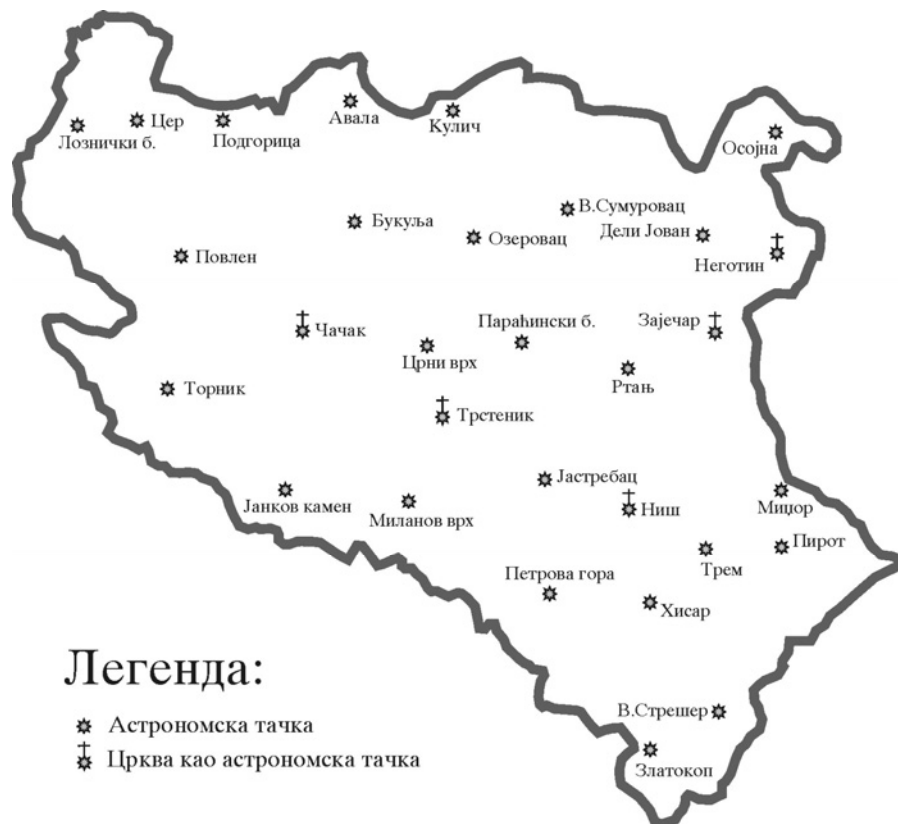 Авала
Кулич
Цер
Лознички б.
Подгорица
Осојна
В.Сумуровац
Букуља
Озеровац
Дели Јован
Повлен
Неготин
Чачак
Параћински б.
Зајечар
Црни врх
Торник
Ртањ
Трстеник
Јастребац
Јанков камен
Миланов врх
Ниш
Миџор
Пирот
Трем
Петрова гора
Хисар
В.Стрешер
Златокоп
Легенда:
Астрономска тачка
Црква као астрономска тачка